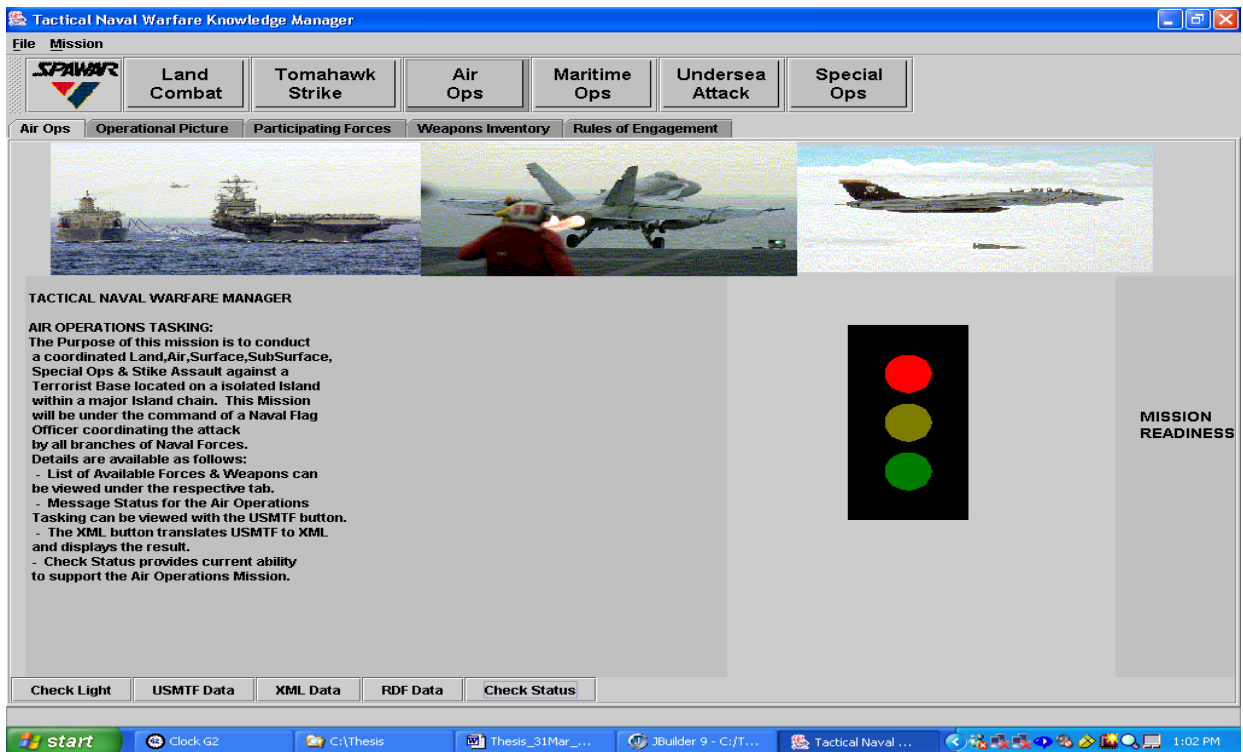 Tactical Naval Warfare Knowledge Manager
File Mission
SPAWAR
Land Combat
Tomahawk Strike
Air Ops
Maritime Ops
Undersea Attack
Special Ops
Air Ops Operational Picture Participating Forces Weapons Inventory Rules of Engagement
TACTICAL NAVAL WARFARE MANAGER
AIR OPERATIONS TASKING:
The Purpose of this mission is to conduct
a coordinated Land,Air,Surface,SubSurface,
Special Ops & Stike Assault against a
Terrorist Base located on a isolated Island
within a major Island chain. This Mission
will be under the command of a Naval Flag
Officer coordinating the attack
by all branches of Naval Forces.
Details are available as follows:
- List of Available Forces & Weapons can
be viewed under the respective tab.
- Message Status for the Air Operations
Tasking can be viewed with the USMTF button.
- The XML button translates USMTF to XML
and displays the result.
- Check Status provides current ability
to support the Air Operations Mission.
MISSION
READINESS
Check Light USMTF Data XML Data RDF Data Check Status
start Clock G2 C:\Thesis Thesis_31Mar_... JBuilder 9 - C:/T... Tactical Naval ... 1:02 PM